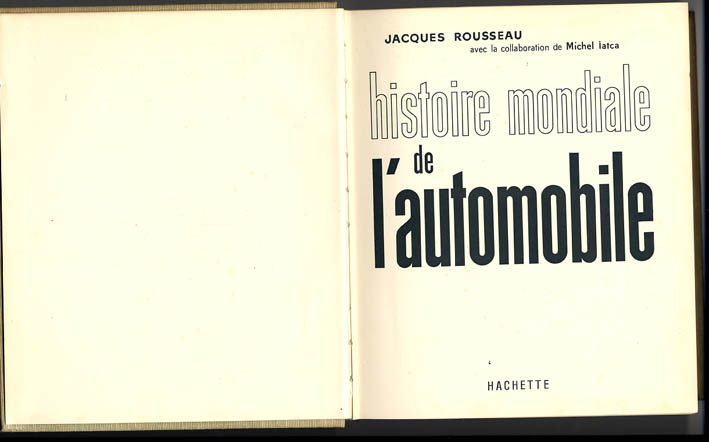 JACQUES ROUSSEAU
avec la collaboration de Michel Iatca
histoire mondiale
de
l'automobile
HACHETTE